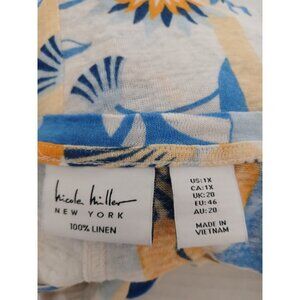 nicole miller
NEW YORK
100% LINEN
US: 1X
CA: 1X
UK: 20
EU: 46
AU: 20
MADE IN
VIETNAM